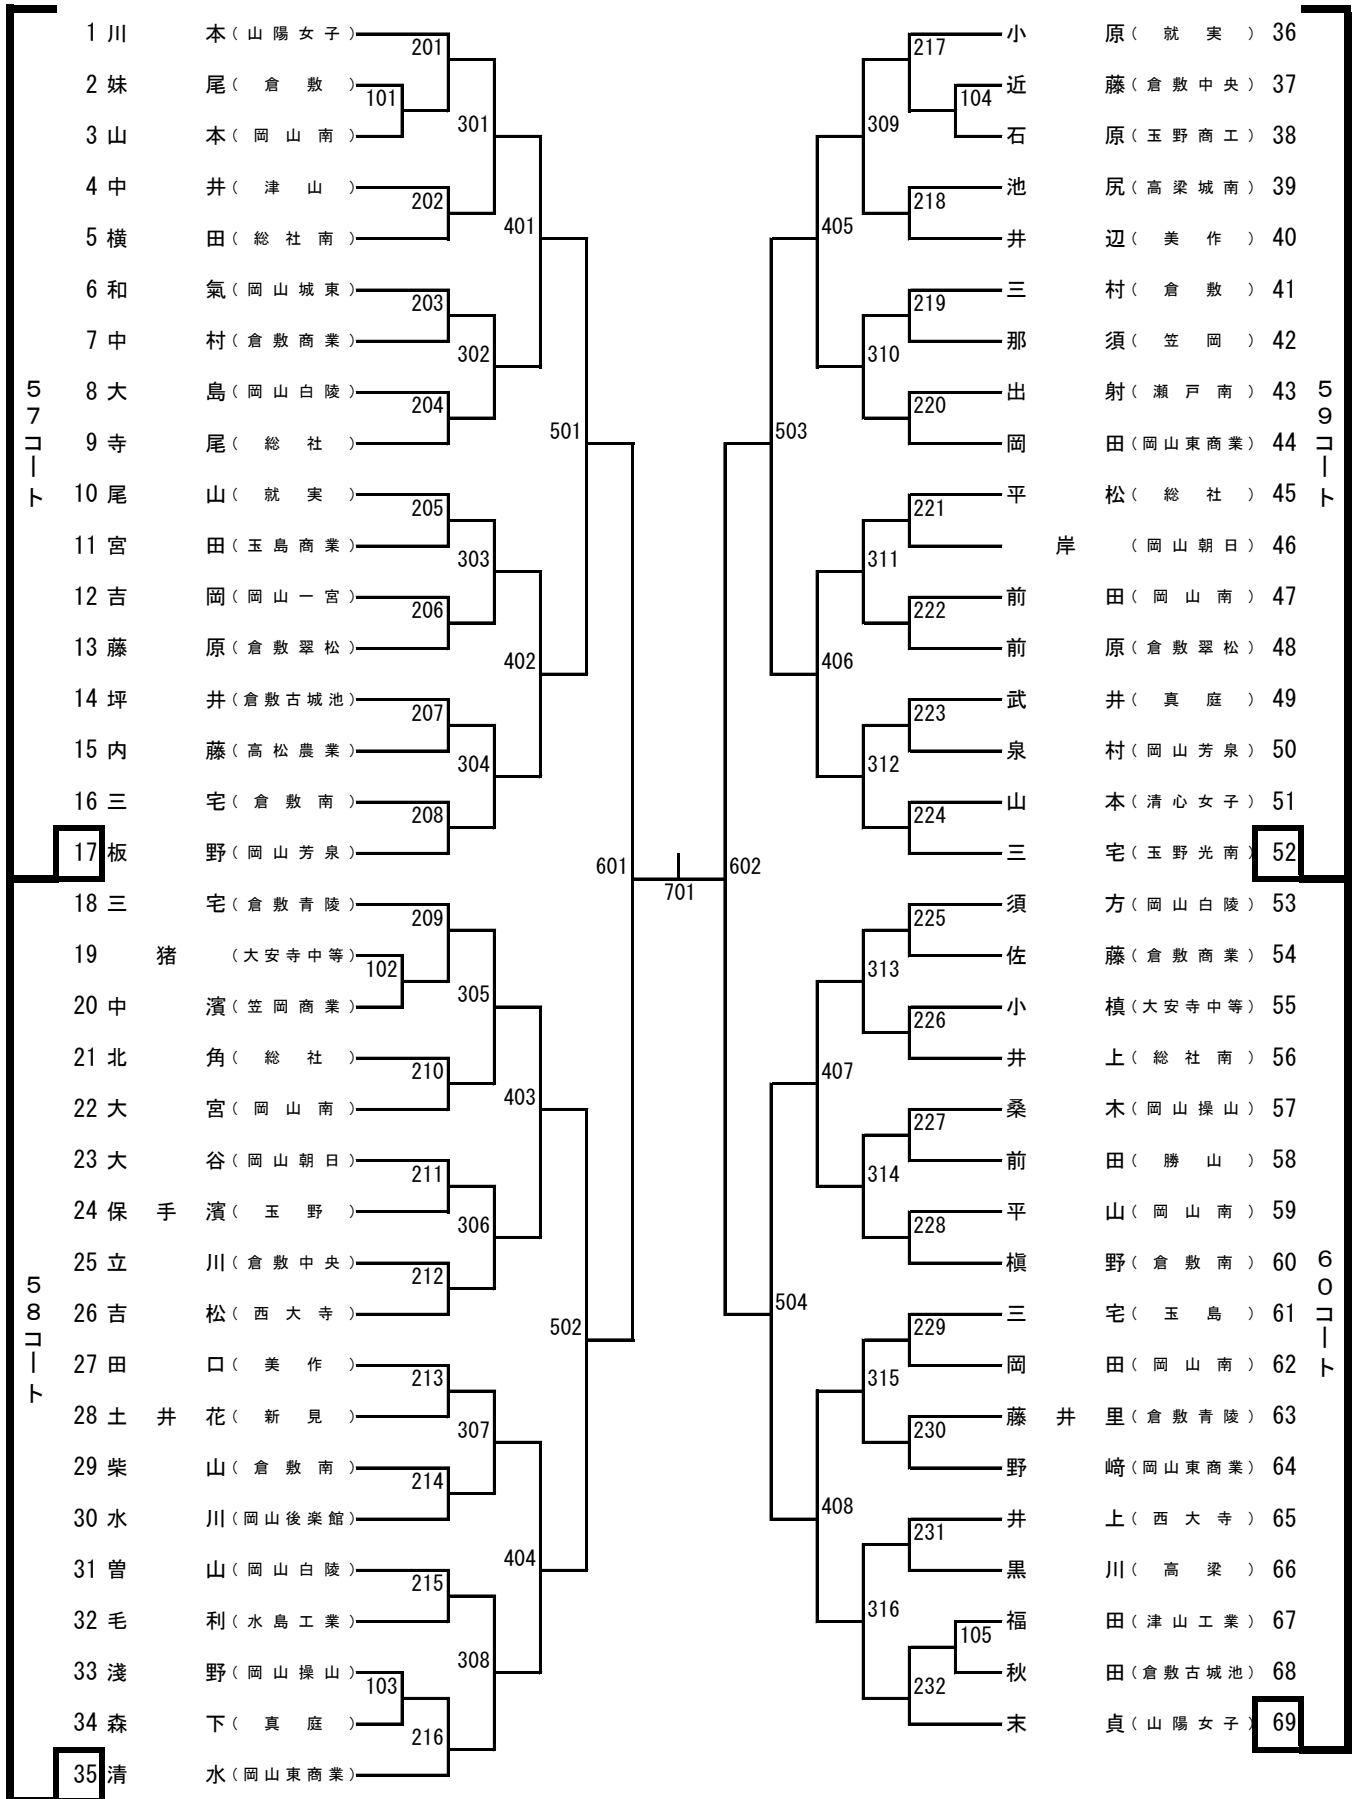 57コート
1 川本(山陽女子)
2 妹尾(倉敷)
3 山本(岡山南)
4 中井(津山)
5 横田(総社南)
6 和氣(岡山城東)
7 中村(倉敷商業)
8 大島(岡山白陵)
9 寺尾(総社)
10 尾山(就実)
11 宮田(玉島商業)
12 吉岡(岡山一宮)
13 藤原(倉敷翠松)
14 坪井(倉敷古城池)
15 内藤(高松農業)
16 三宅(倉敷南)
17 板野(岡山芳泉)
58コート
18 三宅(倉敷青陵)
19 猪(大安寺中等)
20 中濱(笠岡商業)
21 北角(総社)
22 大宮(岡山南)
23 大谷(岡山朝日)
24 保手濱(玉野)
25 立川(倉敷中央)
26 吉松(西大寺)
27 田口(美作)
28 土井花(新見)
29 柴山(倉敷南)
30 水川(岡山後楽館)
31 曽山(岡山白陵)
32 毛利(水島工業)
33 淺野(岡山操山)
34 森下(真庭)
35 清水(岡山東商業)
101
102
103
201
202
203
204
205
206
207
208
209
210
211
212
213
214
215
216
301
302
303
304
305
306
307
308
401
402
403
404
501
502
601
701
602
503
504
405
406
407
408
309
310
311
312
313
314
315
316
217
218
219
220
221
222
223
224
225
226
227
228
229
230
231
232
104
105
59コート
小原(就実) 36
近藤(倉敷中央) 37
石原(玉野商工) 38
池尻(高梁城南) 39
井辺(美作) 40
三村(倉敷) 41
那須(笠岡) 42
出射(瀬戸南) 43
岡田(岡山東商業) 44
平松(総社) 45
岸(岡山朝日) 46
前田(岡山南) 47
前原(倉敷翠松) 48
武井(真庭) 49
泉村(岡山芳泉) 50
山本(清心女子) 51
三宅(玉野光南) 52
60コート
須方(岡山白陵) 53
佐藤(倉敷商業) 54
小槙(大安寺中等) 55
井上(総社南) 56
桑木(岡山操山) 57
前田(勝山) 58
平山(岡山南) 59
槇野(倉敷南) 60
三宅(玉島) 61
岡田(岡山南) 62
藤井里(倉敷青陵) 63
野﨑(岡山東商業) 64
井上(西大寺) 65
黒川(高梁) 66
福田(津山工業) 67
秋田(倉敷古城池) 68
末貞(山陽女子) 69